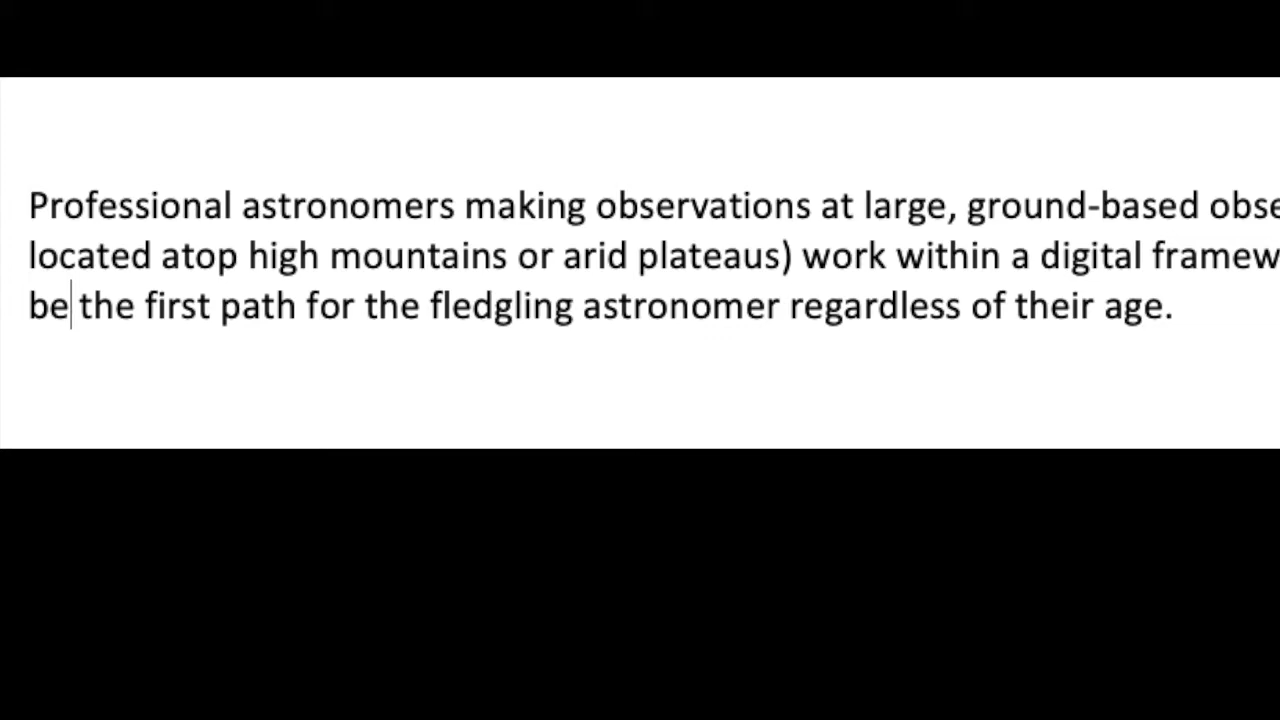 Professional astronomers making observations at large, ground-based obse
located atop high mountains or arid plateaus) work within a digital framew
be the first path for the fledgling astronomer regardless of their age.